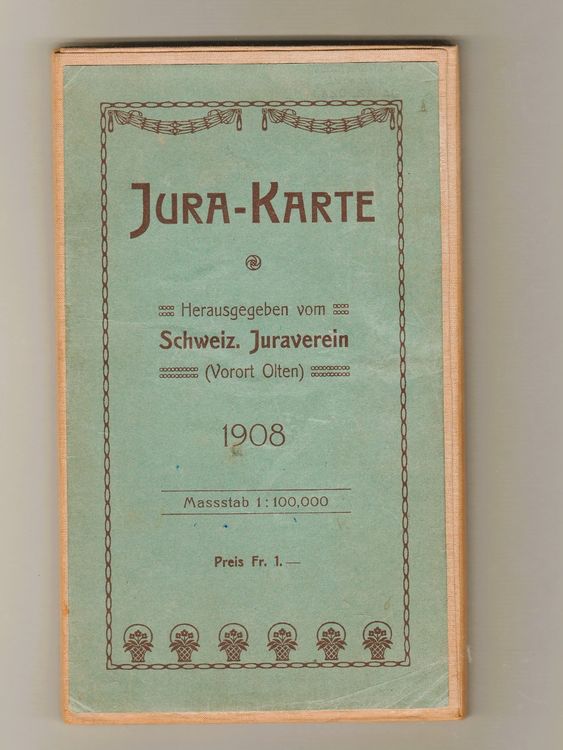 JURA-KARTE
Herausgegeben vom
Schweiz. Juraverein
(Vorort Olten)
1908
Massstab 1:100,000
Preis Fr. 1.—